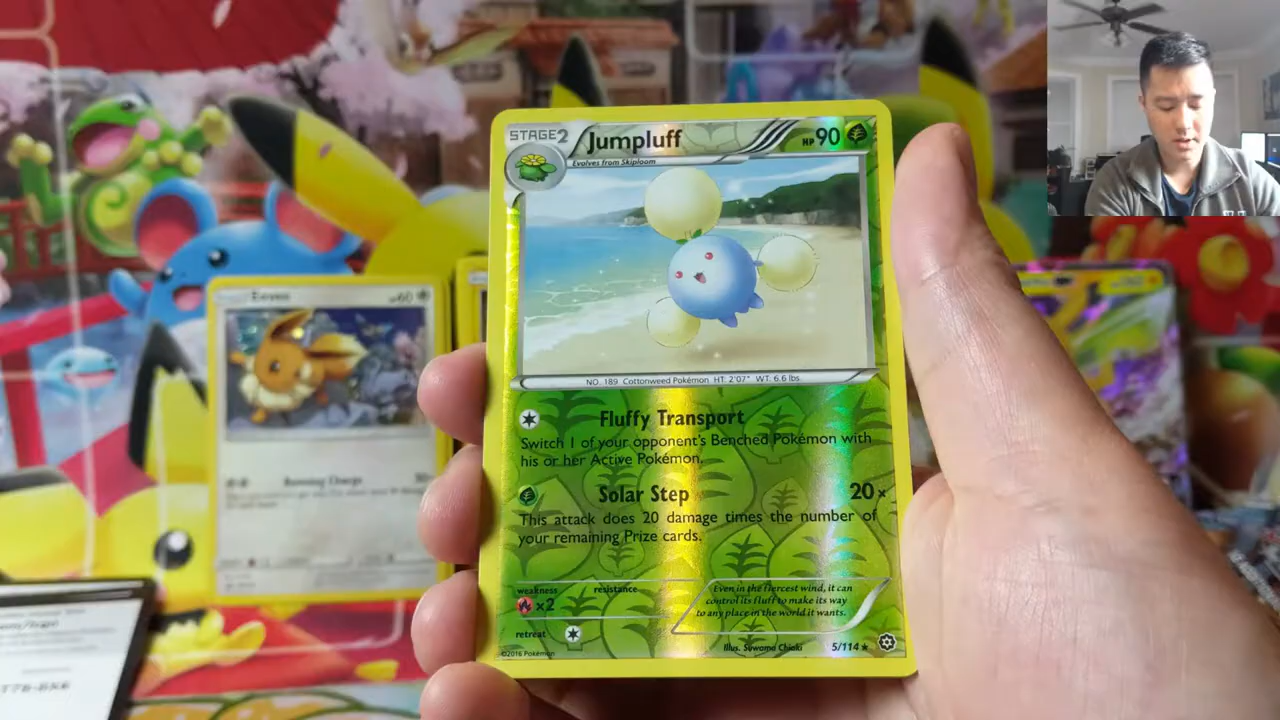 STAGE2 Jumpluff HP 90
Evolves from Skiploom
NO. 189 Cottonweed Pokémon HT: 2'07" WT: 6.6 lbs.
Fluffy Transport
Switch 1 of your opponent's Benched Pokémon with
his or her Active Pokémon.
Solar Step 20×
This attack does 20 damage times the number of
your remaining Prize cards.
weakness resistance
×2
Even in the fiercest wind, it can
control its fluff to make its way
to any place in the world it wants.
retreat
Illus. Suwama Chiaki 5/114
©2016 Pokémon
Eevee 60